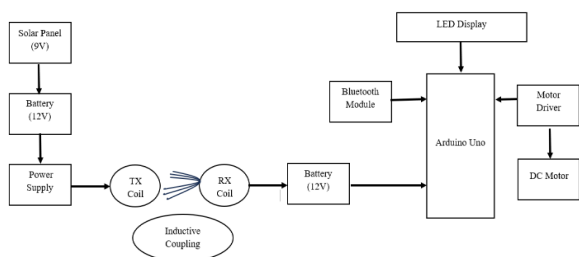 LED Display
Solar Panel
(9V)
Bluetooth
Module
Battery
(12V)
Arduino Uno
Motor
Driver
Power
Supply
TX
Coil
RX
Coil
Battery
(12V)
DC Motor
Inductive
Coupling